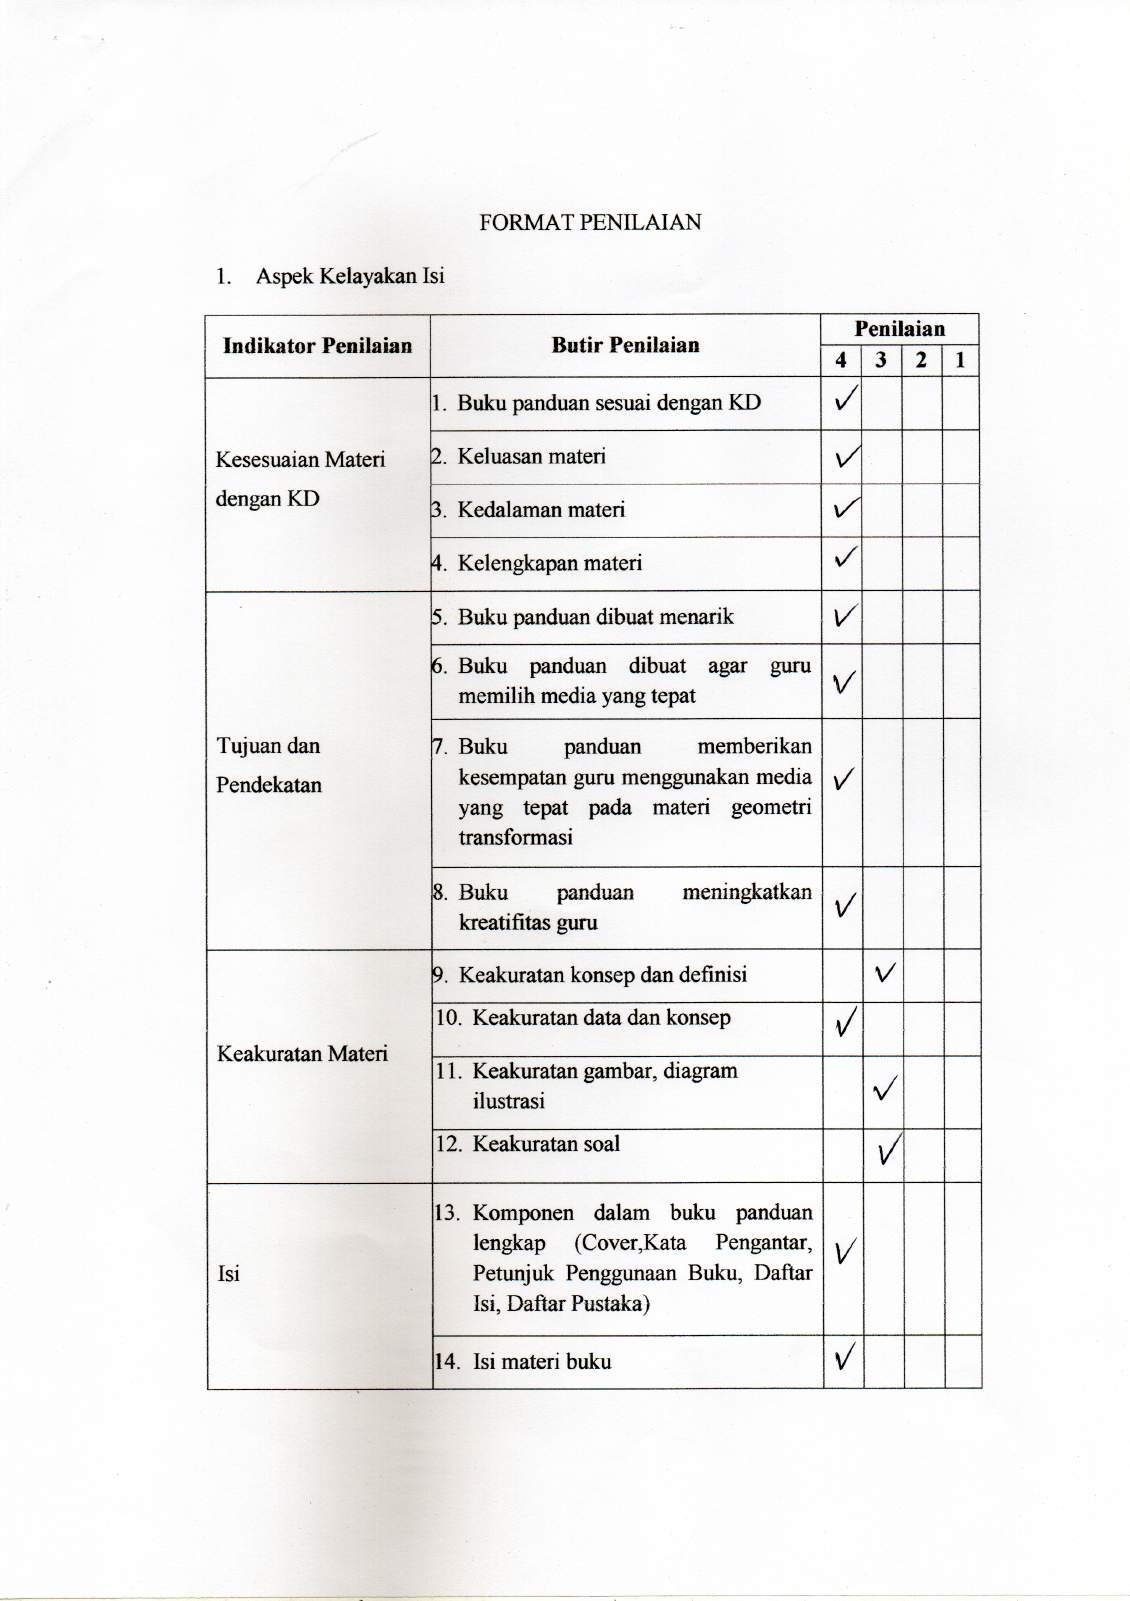 FORMAT PENILAIAN
1. Aspek Kelayakan Isi
Indikator Penilaian Butir Penilaian Penilaian
4 3 2 1
Kesesuaian Materi
dengan KD
1. Buku panduan sesuai dengan KD ✓
2. Keluasan materi ✓
3. Kedalaman materi ✓
4. Kelengkapan materi ✓
Tujuan dan
Pendekatan
5. Buku panduan dibuat menarik ✓
6. Buku panduan dibuat agar guru
memilih media yang tepat ✓
7. Buku panduan memberikan
kesempatan guru menggunakan media ✓
yang tepat pada materi geometri
transformasi
8. Buku panduan meningkatkan
kreatifitas guru ✓
Keakuratan Materi
9. Keakuratan konsep dan definisi ✓
10. Keakuratan data dan konsep ✓
11. Keakuratan gambar, diagram
ilustrasi ✓
12. Keakuratan soal ✓
Isi
13. Komponen dalam buku panduan
lengkap (Cover,Kata Pengantar, ✓
Petunjuk Penggunaan Buku, Daftar
Isi, Daftar Pustaka)
14. Isi materi buku ✓